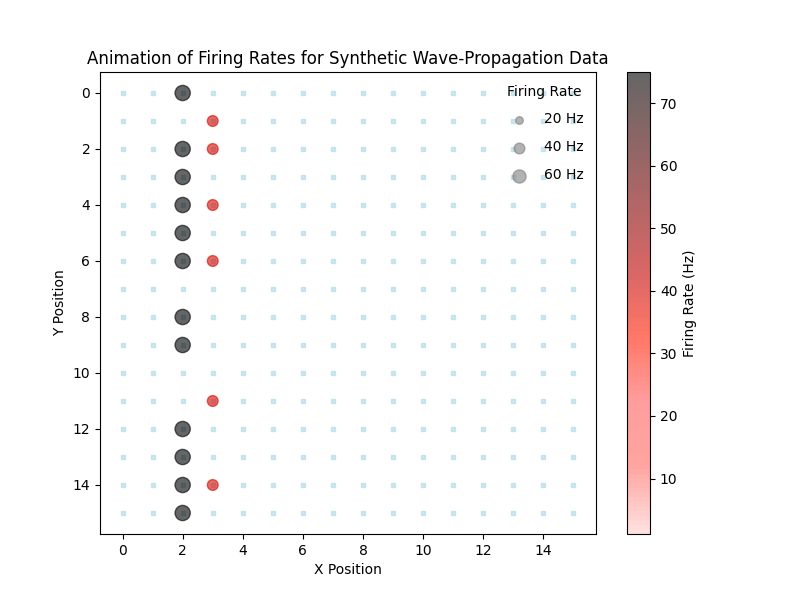 Animation of Firing Rates for Synthetic Wave-Propagation Data
Firing Rate
20 Hz
40 Hz
60 Hz
0
2
4
6
8
10
12
14
Y Position
0 2 4 6 8 10 12 14
X Position
70
60
50
40
30
20
10
Firing Rate (Hz)